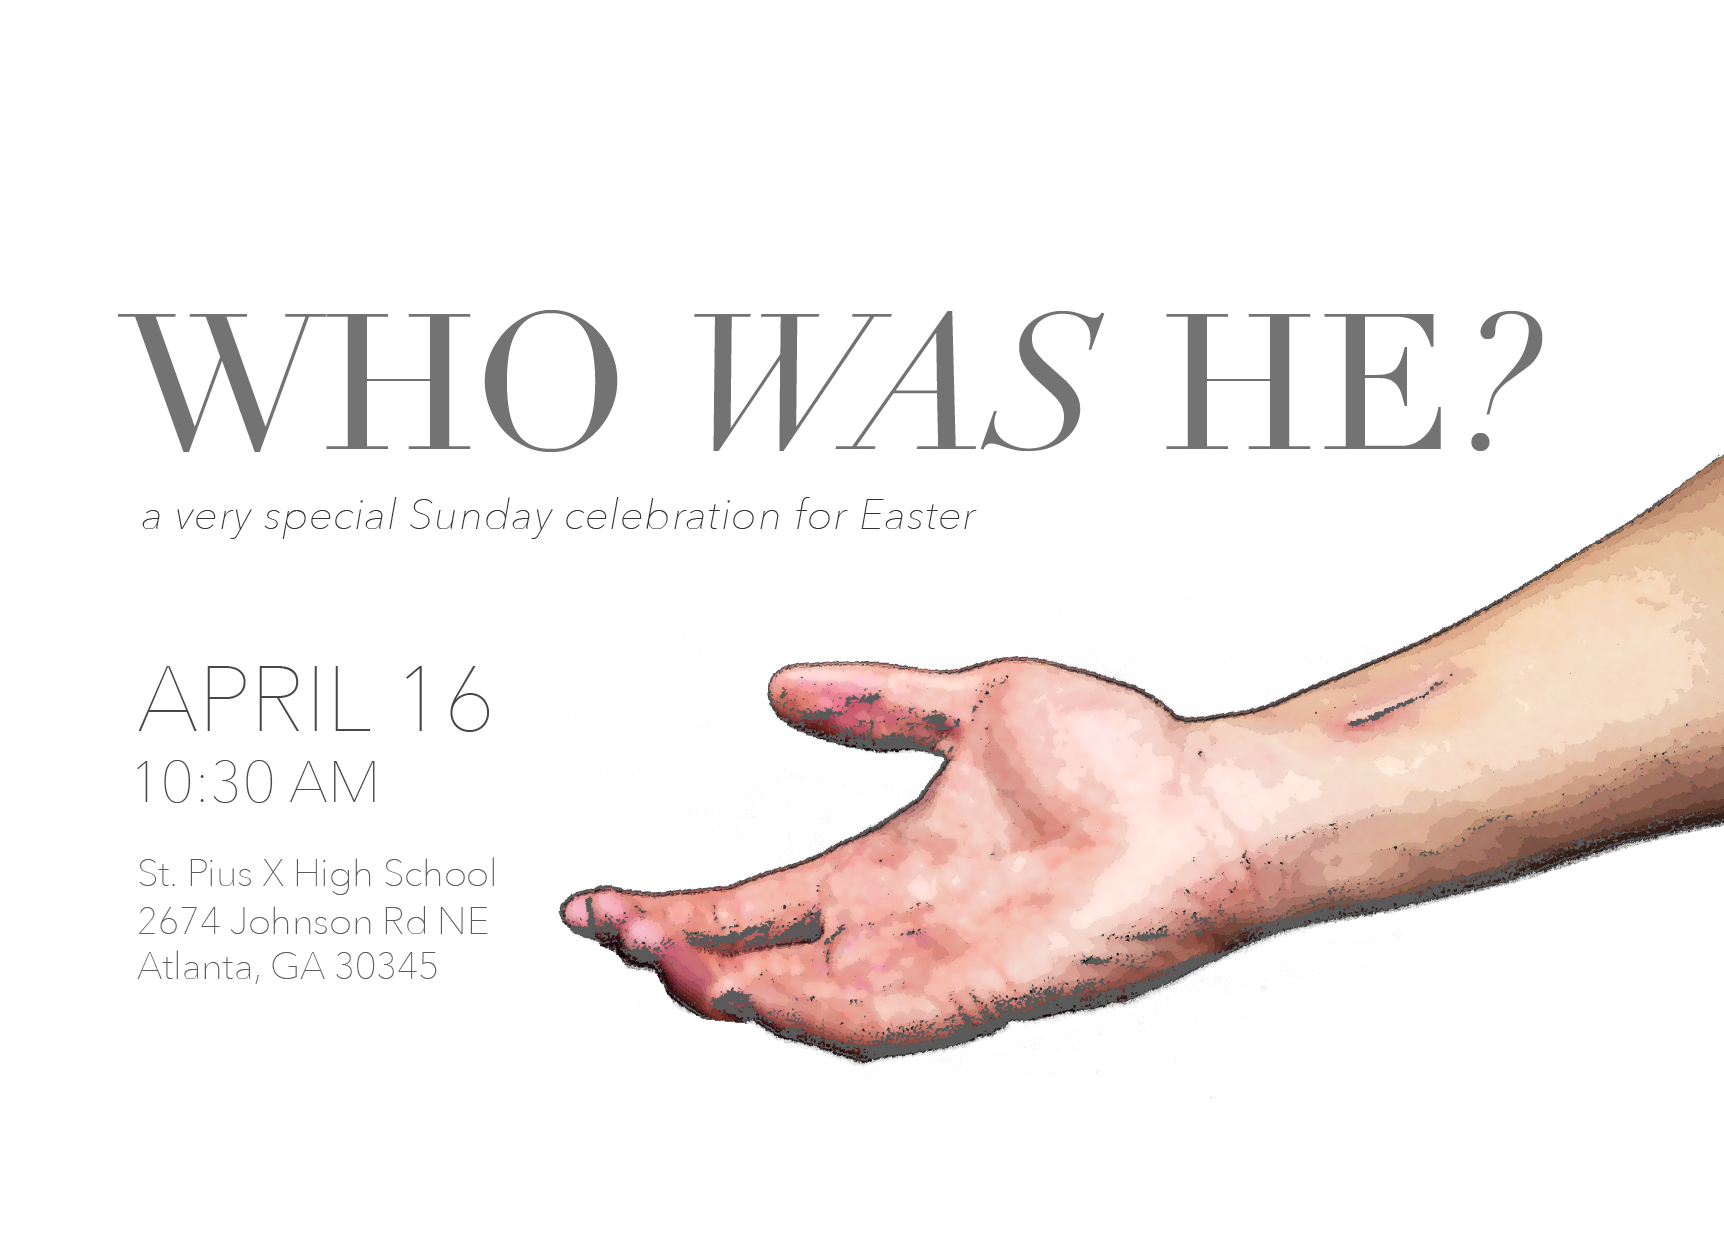 WHO WAS HE?
a very special Sunday celebration for Easter
APRIL 16
10:30 AM
St. Pius X High School
2674 Johnson Rd NE
Atlanta, GA 30345